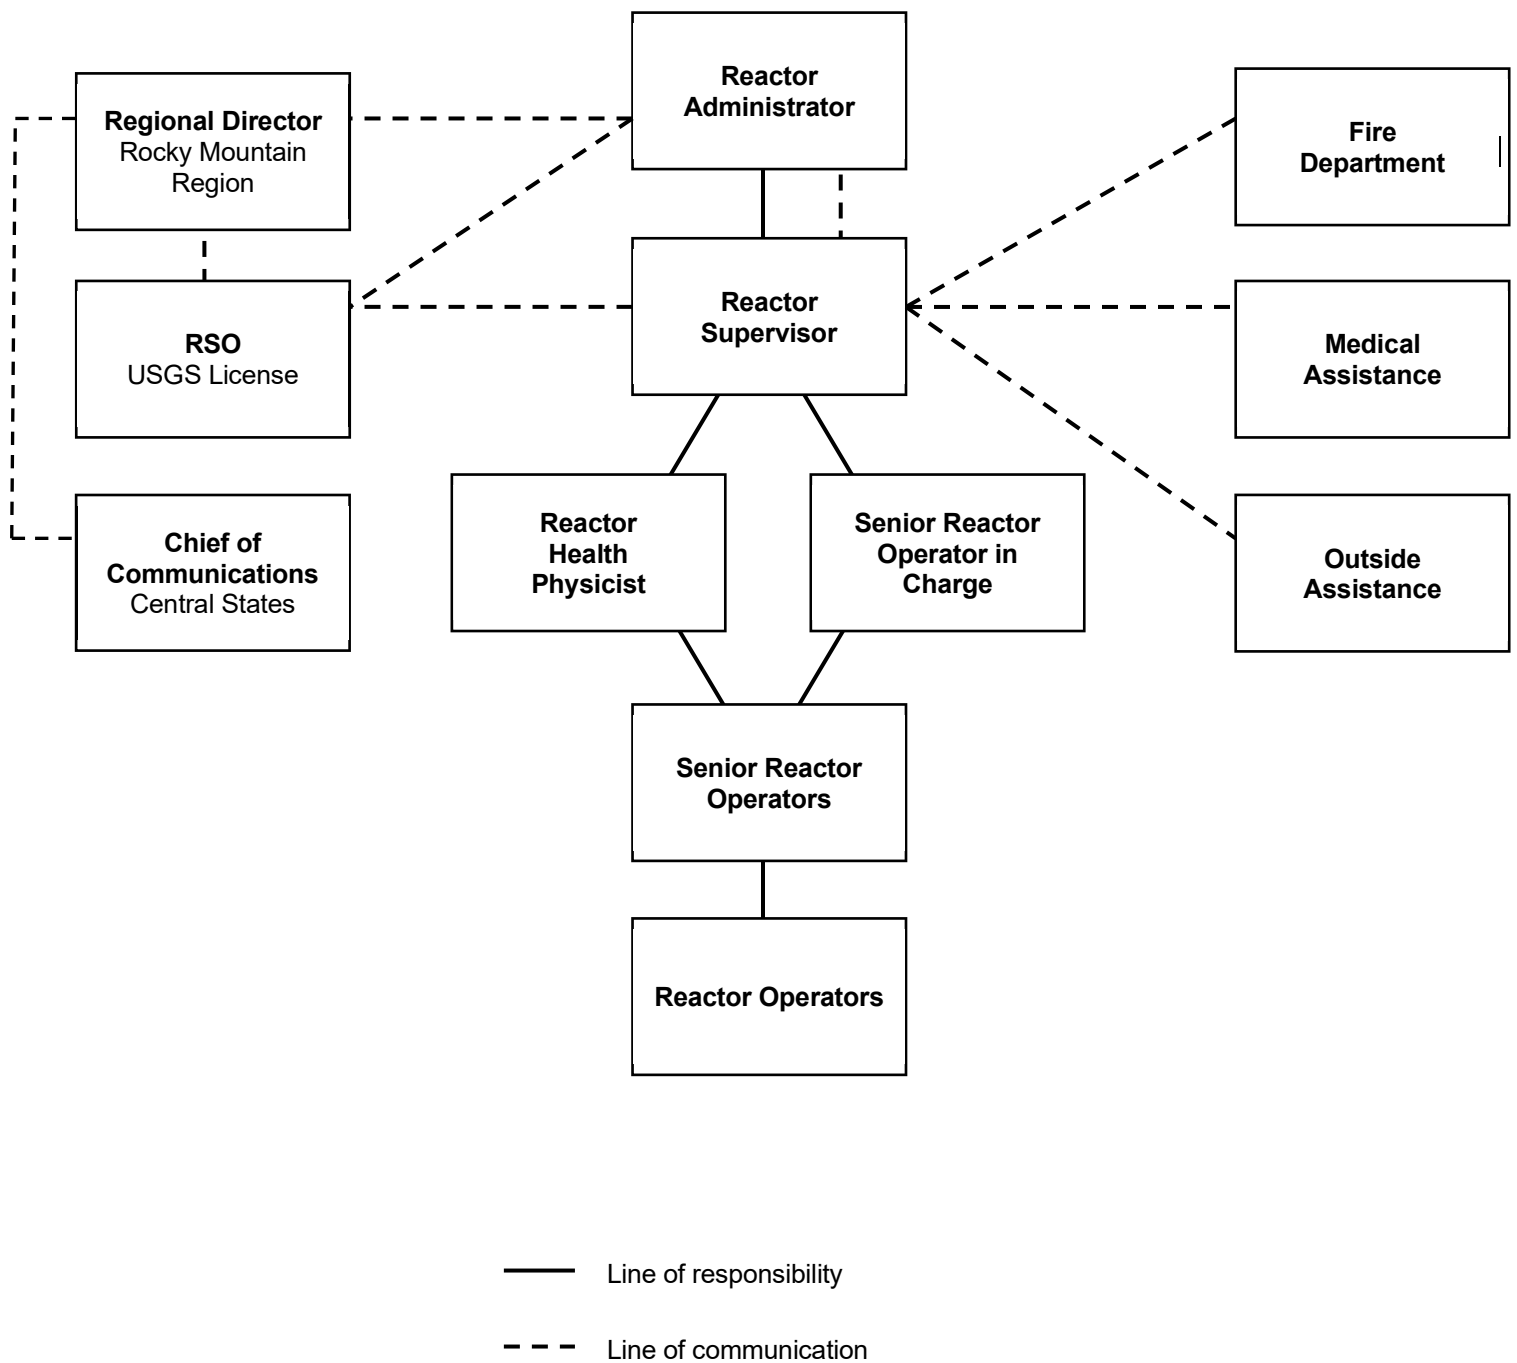 Reactor
Administrator
Regional Director
Rocky Mountain
Region
Fire
Department
Reactor
Supervisor
RSO
USGS License
Medical
Assistance
Reactor
Health
Physicist
Senior Reactor
Operator in
Charge
Chief of
Communications
Central States
Outside
Assistance
Senior Reactor
Operators
Reactor Operators
Line of responsibility
Line of communication